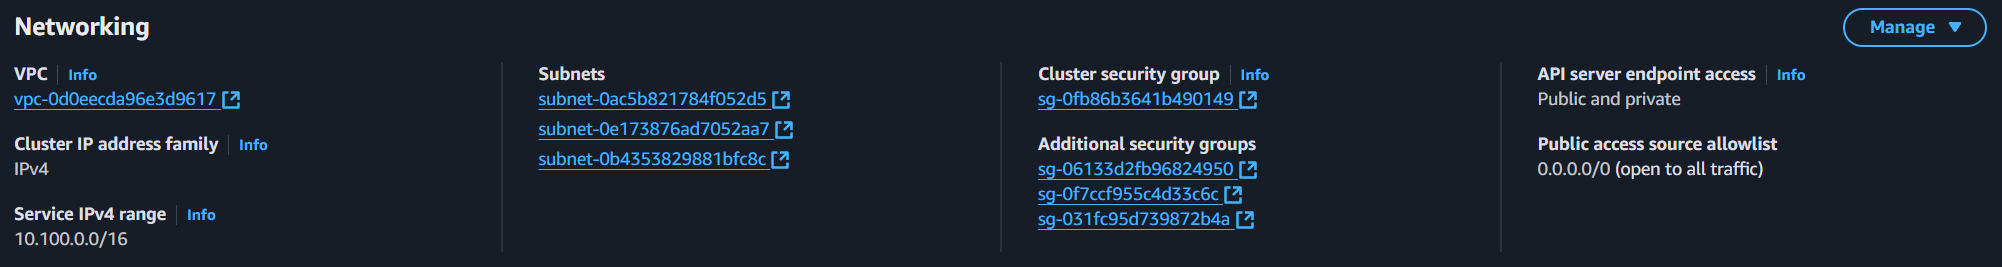 Networking
Manage
VPC Info
vpc-0d0eecda96e3d9617
Cluster IP address family Info
IPv4
Service IPv4 range Info
10.100.0.0/16
Subnets
subnet-0ac5b821784f052d5
subnet-0e173876ad7052aa7
subnet-0b4353829881bfc8c
Cluster security group Info
sg-0fb86b3641b490149
Additional security groups
sg-06133d2fb96824950
sg-0f7ccf955c4d33c6c
sg-031fc95d739872b4a
API server endpoint access Info
Public and private
Public access source allowlist
0.0.0.0/0 (open to all traffic)